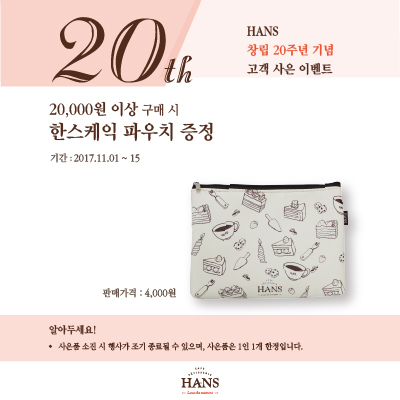 20th
HANS
창립 20주년 기념
고객 사은 이벤트
20,000원 이상 구매 시
한스케익 파우치 증정
기간 : 2017.11.01 ~ 15
HANS
판매가격 : 4,000원
알아두세요!
• 사은품 소진 시 행사가 조기 종료될 수 있으며, 사은품은 1인 1개 한정입니다.
HANS